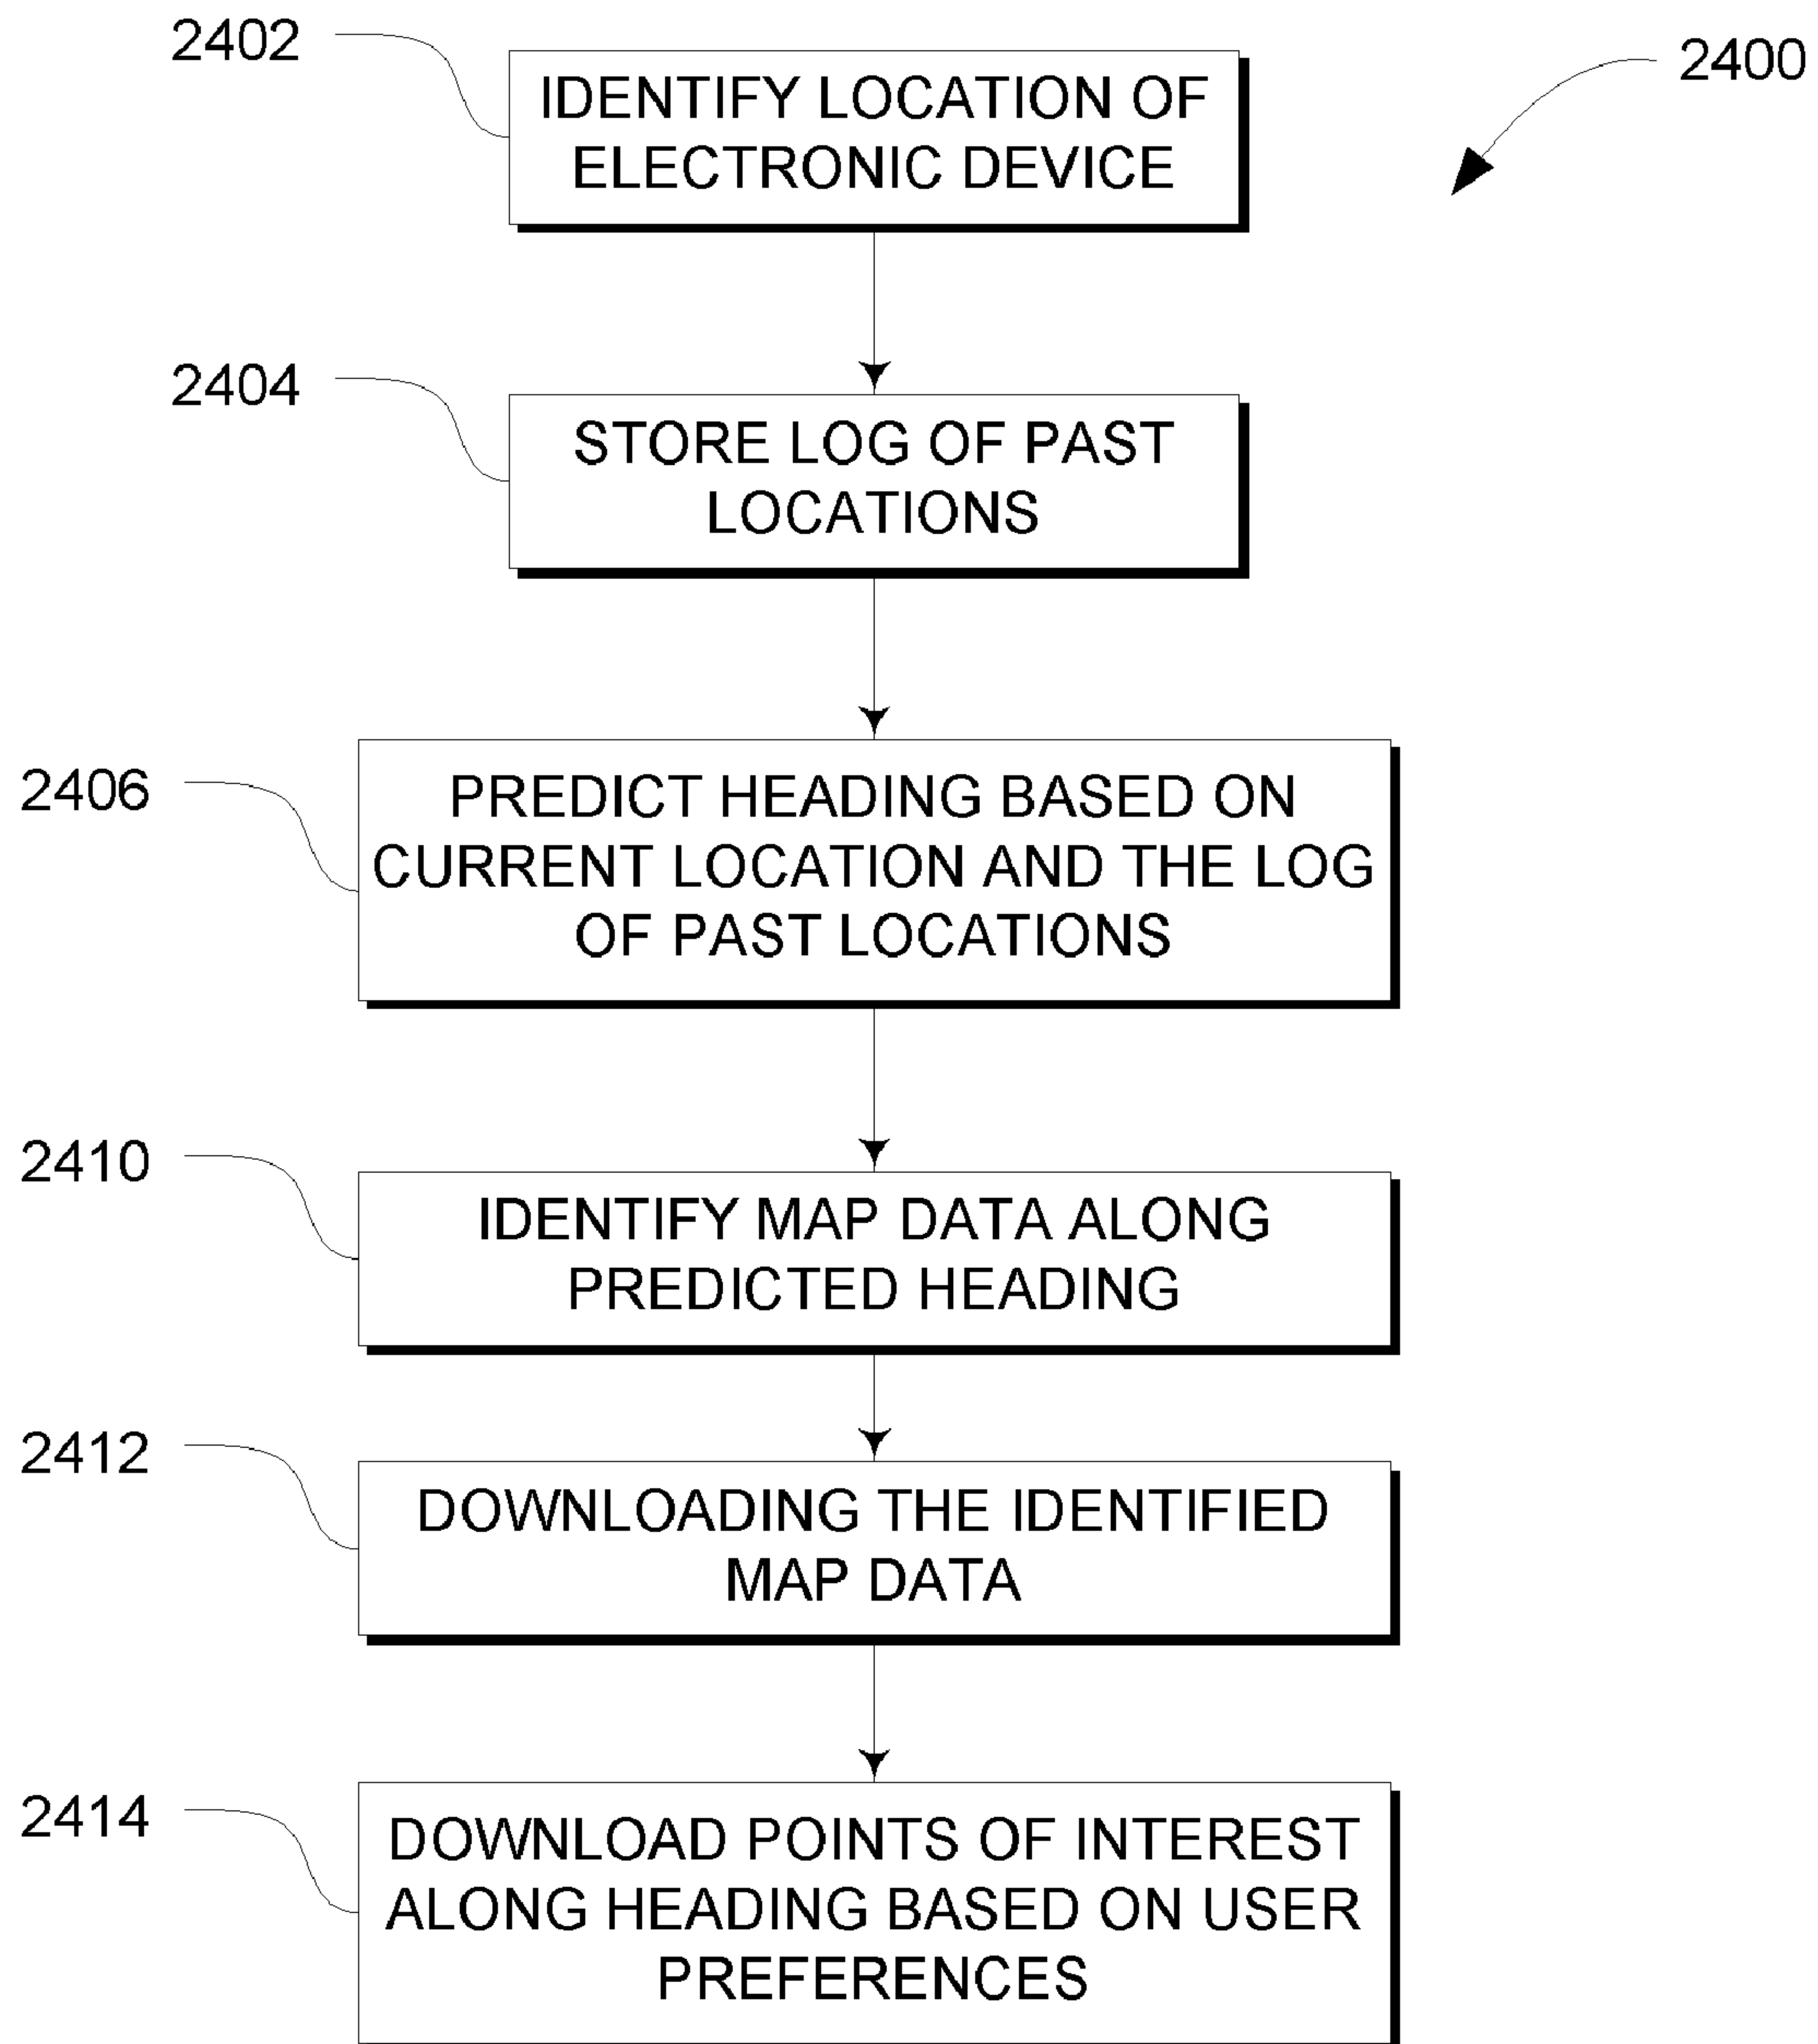 2402
IDENTIFY LOCATION OF
ELECTRONIC DEVICE
2400
2404
STORE LOG OF PAST
LOCATIONS
2406
PREDICT HEADING BASED ON
CURRENT LOCATION AND THE LOG
OF PAST LOCATIONS
2410
IDENTIFY MAP DATA ALONG
PREDICTED HEADING
2412
DOWNLOADING THE IDENTIFIED
MAP DATA
2414
DOWNLOAD POINTS OF INTEREST
ALONG HEADING BASED ON USER
PREFERENCES